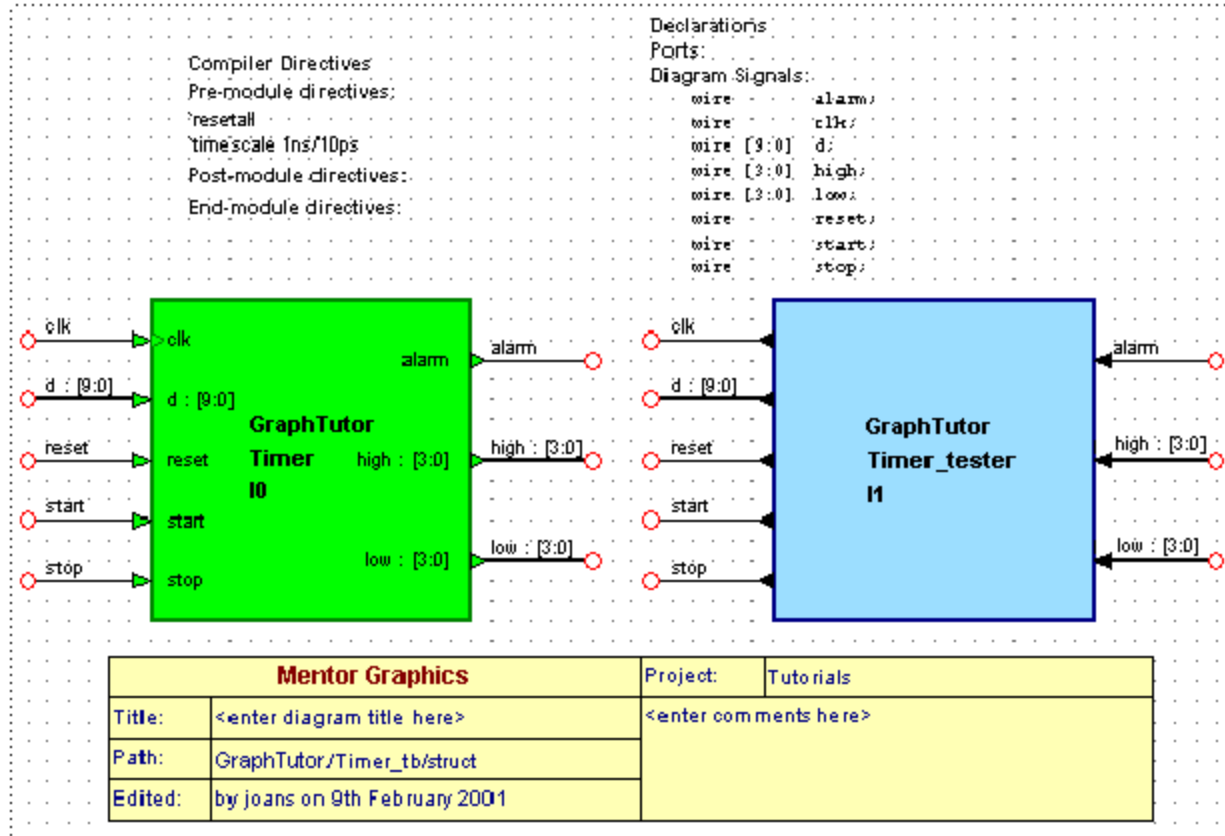 Compiler Directives
Pre-module directives:
`resetall
`timescale 1ns/10ps
Post-module directives:
End-module directives:
Declarations
Ports:
Diagram Signals:
wire alarm;
wire clk;
wire [9:0] d;
wire [3:0] high;
wire [3:0] low;
wire reset;
wire start;
wire stop;
clk
d : [9:0]
reset
start
stop
clk
d : [9:0]
reset
start
stop
GraphTutor
Timer
I0
alarm
high : [3:0]
low : [3:0]
alarm
high : [3:0]
low : [3:0]
clk
d : [9:0]
reset
start
stop
GraphTutor
Timer_tester
I1
alarm
high : [3:0]
low : [3:0]
Mentor Graphics
Title: <enter diagram title here>
Path: GraphTutor/Timer_tb/struct
Edited: by joans on 9th February 2001
Project: Tutorials
<enter comments here>